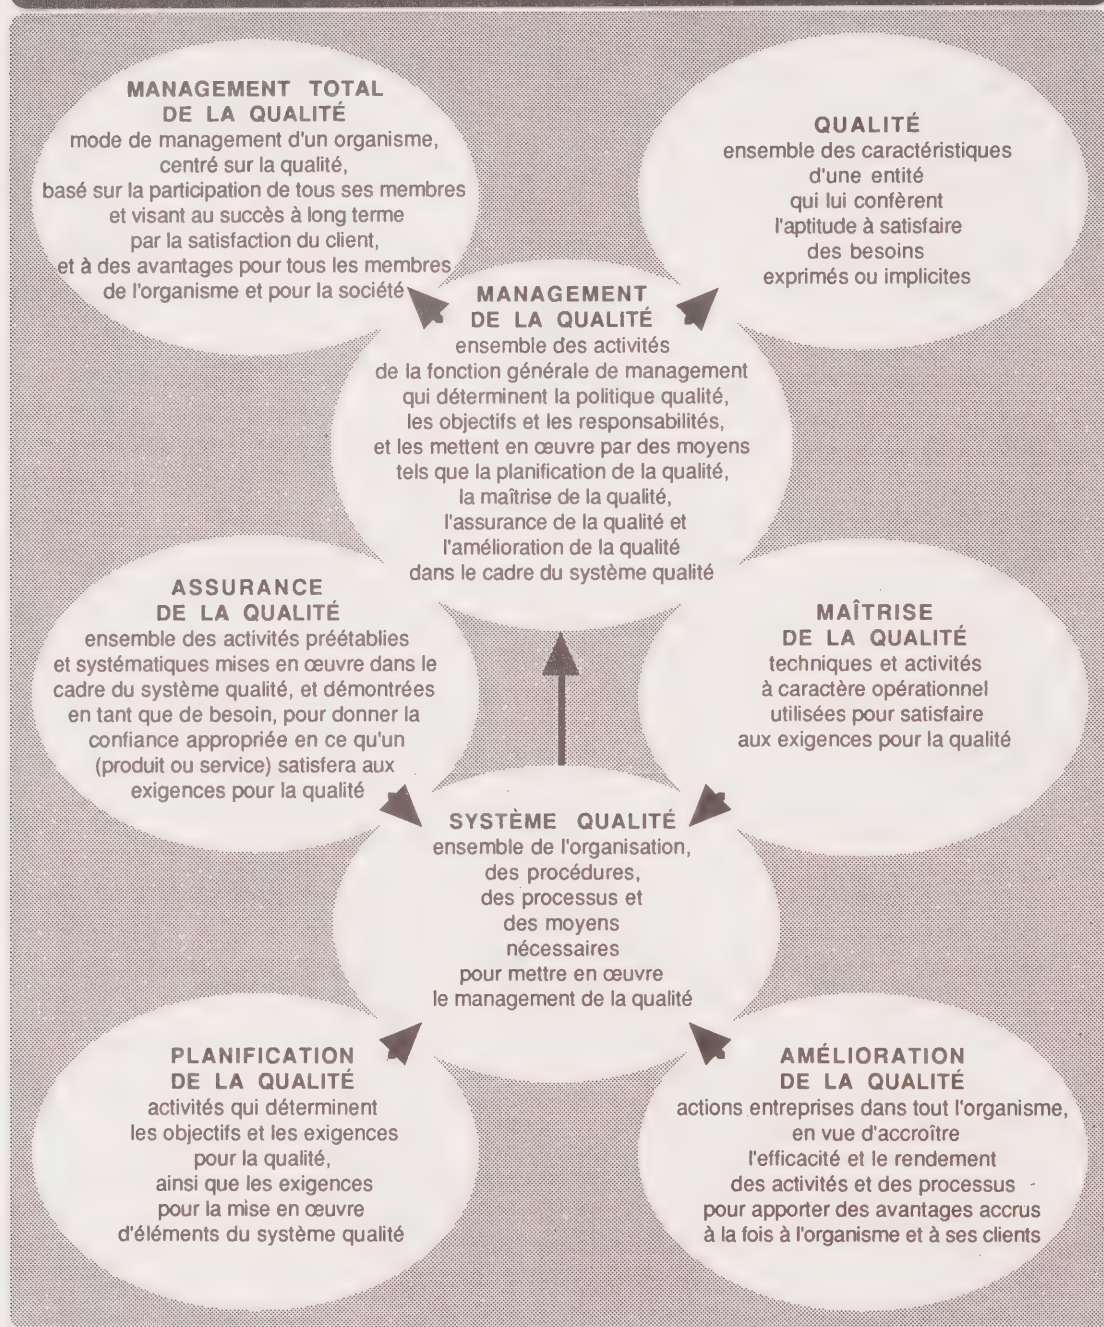 MANAGEMENT TOTAL
DE LA QUALITÉ
mode de management d'un organisme,
centré sur la qualité,
basé sur la participation de tous ses membres
et visant au succès à long terme
par la satisfaction du client,
et à des avantages pour tous les membres
de l'organisme et pour la société
QUALITÉ
ensemble des caractéristiques
d'une entité
qui lui confèrent
l'aptitude à satisfaire
des besoins
exprimés ou implicites
MANAGEMENT
DE LA QUALITÉ
ensemble des activités
de la fonction générale de management
qui déterminent la politique qualité,
les objectifs et les responsabilités,
et les mettent en œuvre par des moyens
tels que la planification de la qualité,
la maîtrise de la qualité,
l'assurance de la qualité et
l'amélioration de la qualité
dans le cadre du système qualité
ASSURANCE
DE LA QUALITÉ
ensemble des activités préétablies
et systématiques mises en œuvre dans le
cadre du système qualité, et démontrées
en tant que de besoin, pour donner la
confiance appropriée en ce qu'un
(produit ou service) satisfera aux
exigences pour la qualité
MAÎTRISE
DE LA QUALITÉ
techniques et activités
à caractère opérationnel
utilisées pour satisfaire
aux exigences pour la qualité
SYSTÈME QUALITÉ
ensemble de l'organisation,
des procédures,
des processus et
des moyens
nécessaires
pour mettre en œuvre
le management de la qualité
PLANIFICATION
DE LA QUALITÉ
activités qui déterminent
les objectifs et les exigences
pour la qualité,
ainsi que les exigences
pour la mise en œuvre
d'éléments du système qualité
AMÉLIORATION
DE LA QUALITÉ
actions entreprises dans tout l'organisme,
en vue d'accroître
l'efficacité et le rendement
des activités et des processus
pour apporter des avantages accrus
à la fois à l'organisme et à ses clients